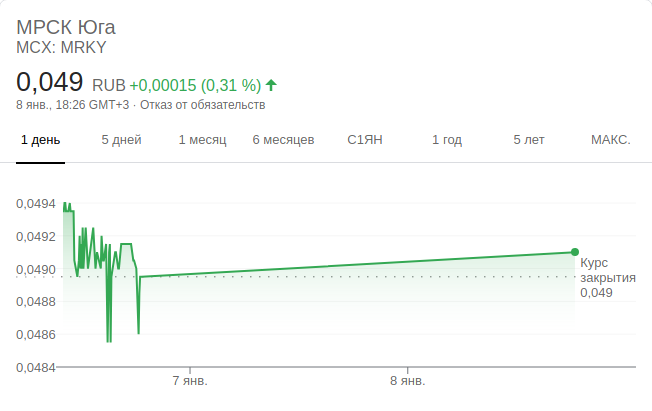 МРСК Юга
MCX: MRKY
0,049 RUB +0,00015 (0,31 %)
8 янв., 18:26 GMT+3 · Отказ от обязательств
1 день 5 дней 1 месяц 6 месяцев С1ЯН 1 год 5 лет МАКС.
0,0494
0,0492
0,0490
0,0488
0,0486
0,0484
Курс
закрытия
0,049
7 янв. 8 янв.